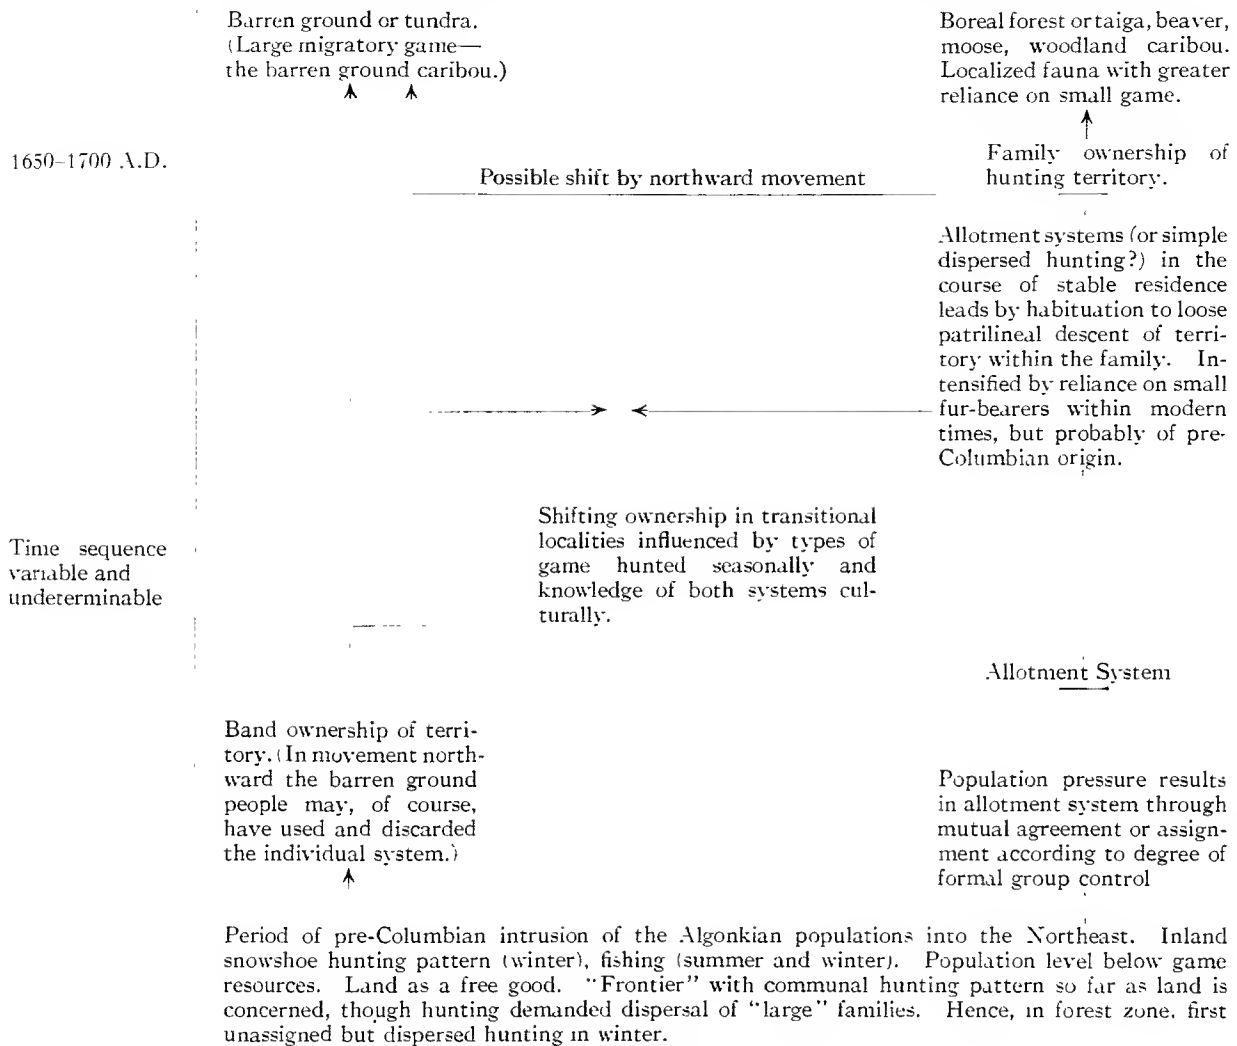 Barren ground or tundra.
(Large migratory game—
the barren ground caribou.)
Boreal forest or taiga, beaver,
moose, woodland caribou.
Localized fauna with greater
reliance on small game.
1650–1700 A.D.
Family ownership of
hunting territory.
Possible shift by northward movement
Allotment systems (or simple
dispersed hunting?) in the
course of stable residence
leads by habituation to loose
patrilineal descent of terri-
tory within the family. In-
tensified by reliance on small
fur-bearers within modern
times, but probably of pre-
Columbian origin.
Shifting ownership in transitional
localities influenced by types of
game hunted seasonally and
knowledge of both systems cul-
turally.
Time sequence
variable and
undeterminable
Allotment System
Band ownership of terri-
tory. (In movement north-
ward the barren ground
people may, of course,
have used and discarded
the individual system.)
Population pressure results
in allotment system through
mutual agreement or assign-
ment according to degree of
formal group control
Period of pre-Columbian intrusion of the Algonkian populations into the Northeast. Inland
snowshoe hunting pattern (winter), fishing (summer and winter). Population level below game
resources. Land as a free good. "Frontier" with communal hunting pattern so far as land is
concerned, though hunting demanded dispersal of "large" families. Hence, in forest zone, first
unassigned but dispersed hunting in winter.